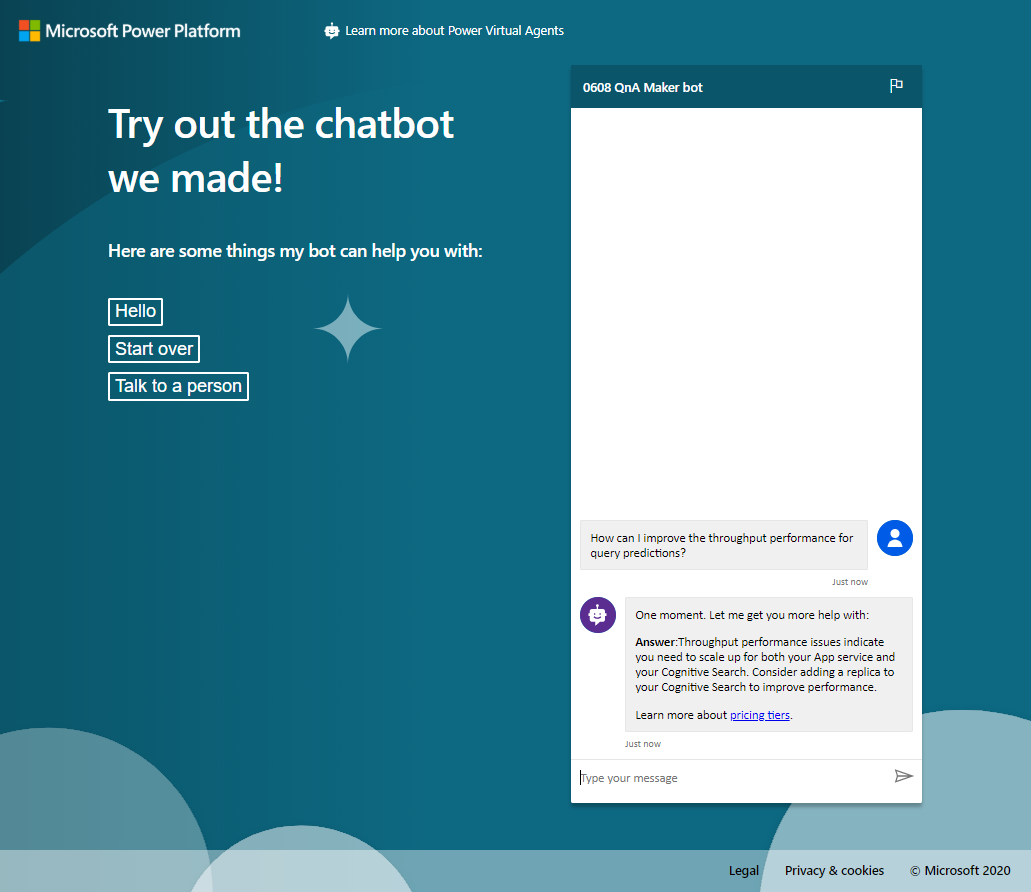 Microsoft Power Platform
Learn more about Power Virtual Agents
Try out the chatbot
we made!
Here are some things my bot can help you with:
Hello
Start over
Talk to a person
0608 QnA Maker bot
How can I improve the throughput performance for
query predictions?
Just now
One moment. Let me get you more help with:
Answer:Throughput performance issues indicate
you need to scale up for both your App service and
your Cognitive Search. Consider adding a replica to
your Cognitive Search to improve performance.
Learn more about pricing tiers.
Just now
Type your message
Legal
Privacy & cookies
© Microsoft 2020